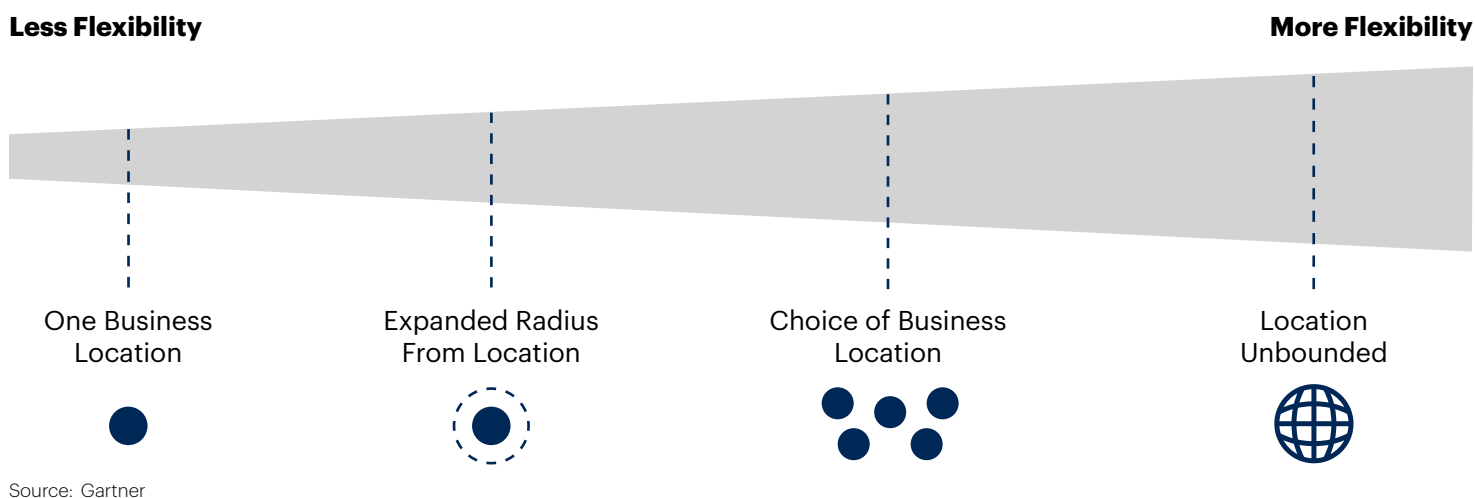 Less Flexibility
More Flexibility
One Business
Location
Expanded Radius
From Location
Choice of Business
Location
Location
Unbounded
Source: Gartner